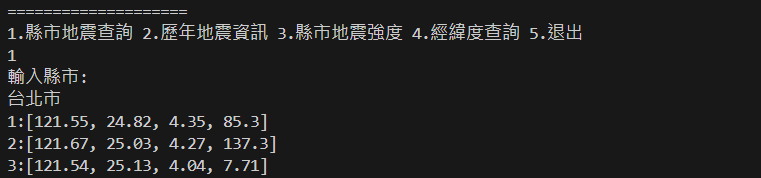 ====================
1.縣市地震查詢 2.歷年地震資訊 3.縣市地震強度 4.經緯度查詢 5.退出
1
輸入縣市:
台北市
1:[121.55, 24.82, 4.35, 85.3]
2:[121.67, 25.03, 4.27, 137.3]
3:[121.54, 25.13, 4.04, 7.71]